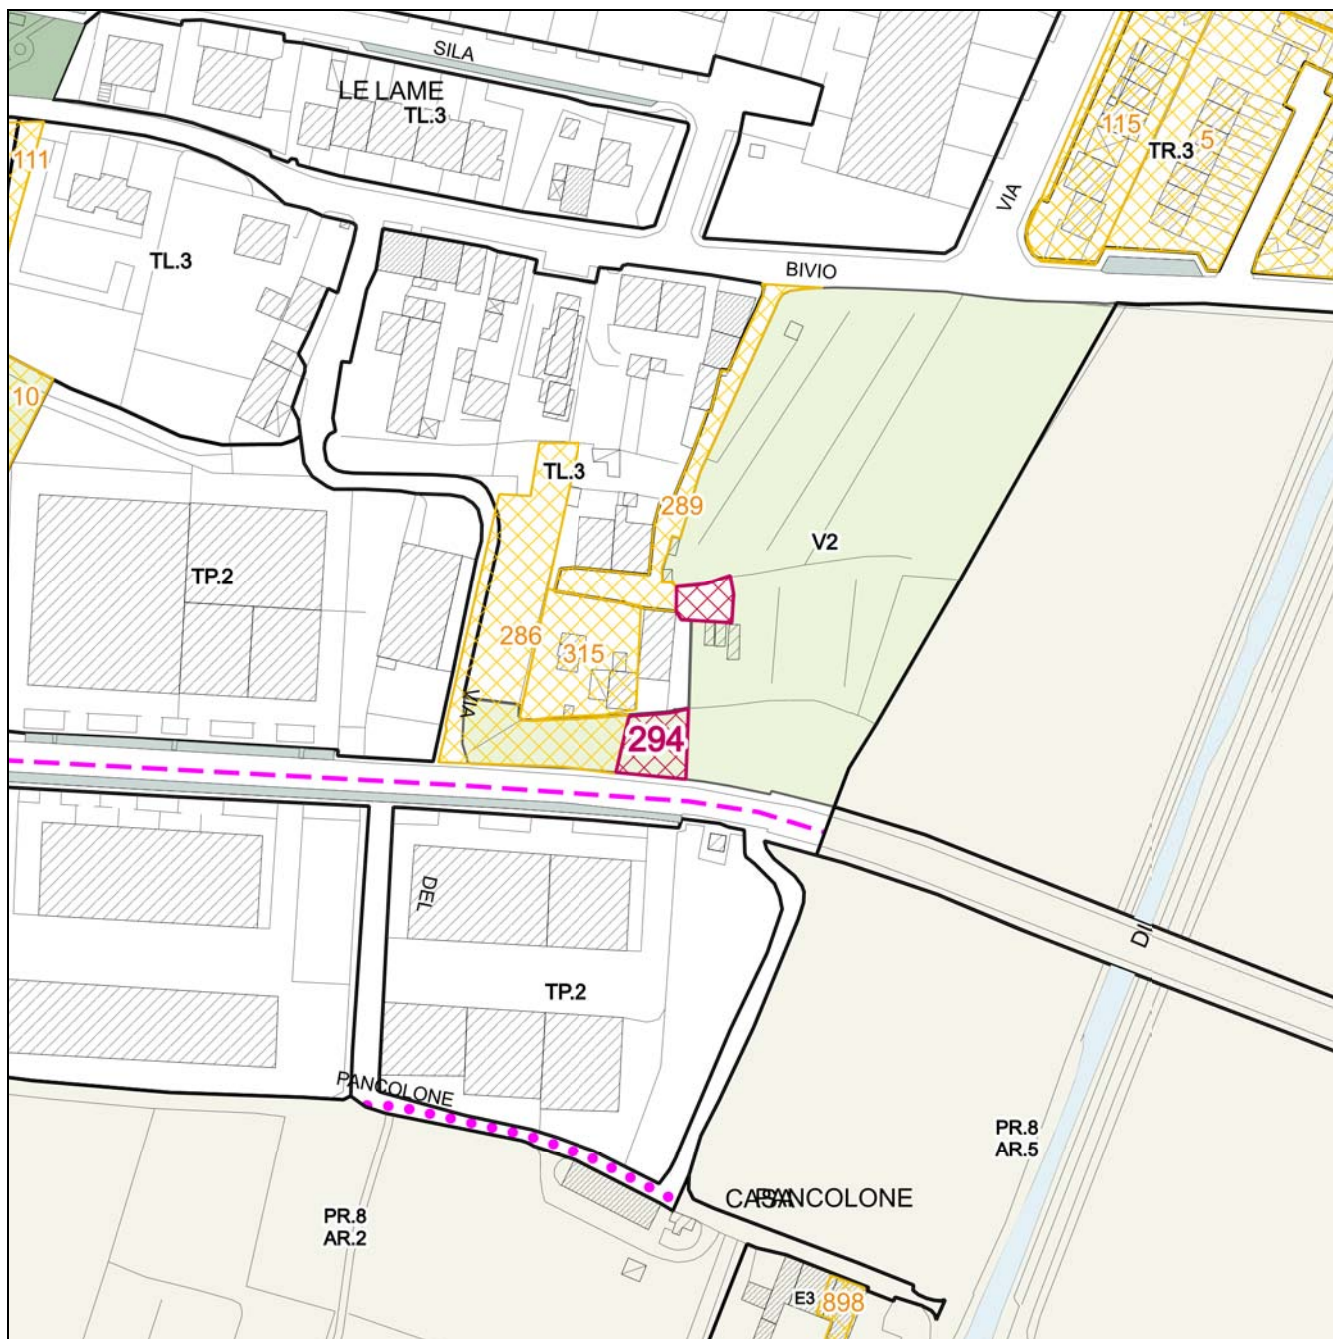 SILA
LE LAME
TL.3
111
115
TR.3
5
VIA
TL.3
BIVIO
10
TL.3
289
V2
TP.2
286
315
VIA
294
DEL
DI
TP.2
PANCOLONE
PR.8
AR.5
CASA
PANCOLONE
PR.8
AR.2
E3
898